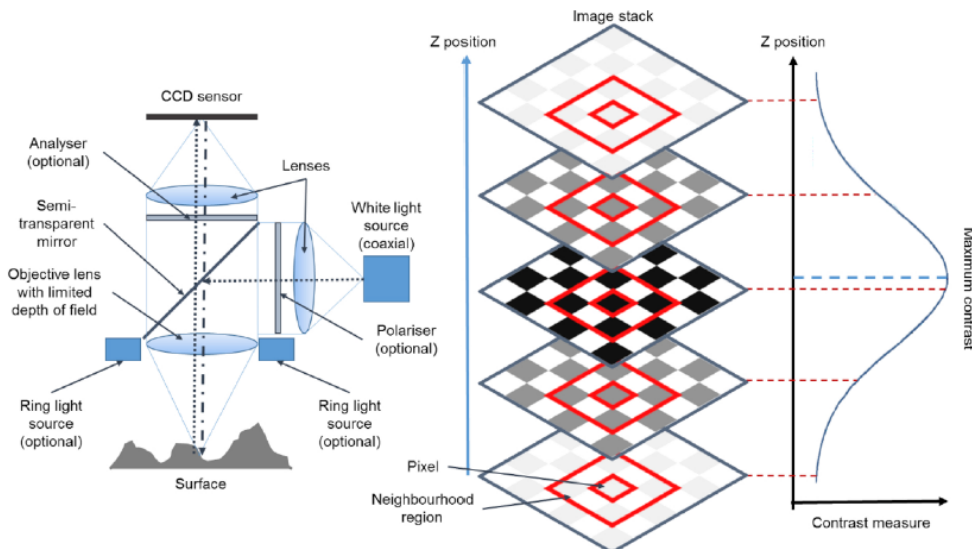 CCD sensor
Analyser
(optional)
Lenses
Semi-
transparent
mirror
White light
source
(coaxial)
Objective lens
with limited
depth of field
Polariser
(optional)
Ring light
source
(optional)
Ring light
source
(optional)
Surface
Image stack
Z position
Pixel
Neighbourhood
region
Z position
Maximum contrast
Contrast measure